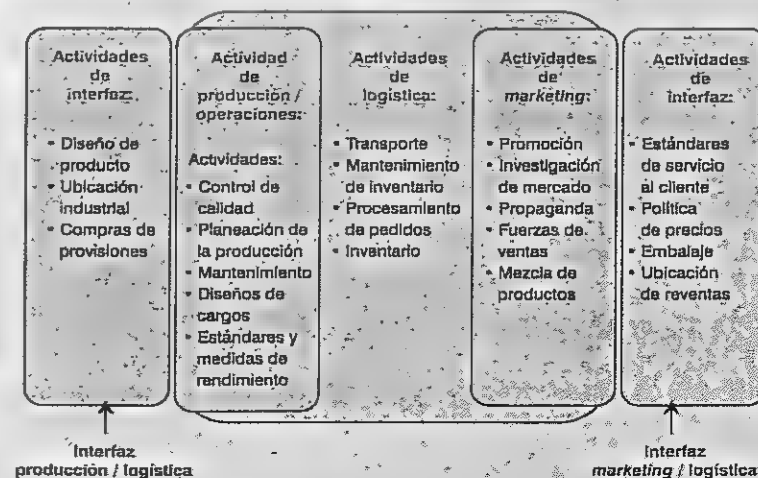 Actividades
de
interfaz:
• Diseño de
producto
• Ubicación
industrial
• Compras de
provisiones
Actividad
de
producción /
operaciones:
Actividades:
• Control de
calidad
• Planeación de
la producción
• Mantenimiento
• Diseños de
cargos
• Estándares y
medidas de
rendimiento
Actividades
de
logística:
• Transporte
• Mantenimiento
de inventario
• Procesamiento
de pedidos
• Inventario
Actividades
de
marketing:
• Promoción
• Investigación
de mercado
• Propaganda
• Fuerzas de
ventas
• Mezcla de
productos
Actividades
de
interfaz:
• Estándares
de servicio
al cliente
• Política
de precios
• Embalaje
• Ubicación
de reventas
Interfaz
producción / logística
Interfaz
marketing / logística